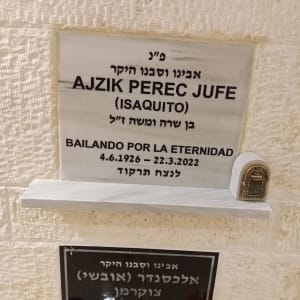 פ"נ
אבינו וסבנו היקר
AJZIK PEREC JUFE
(ISAQUITO)
בן שרה ומשה ז"ל
BAILANDO POR LA ETERNIDAD
4.6.1926 – 22.3.2022
לנצח תרקוד
אבינו וסבנו היקר
אלכסנדר (אובשי)
צוקרמן